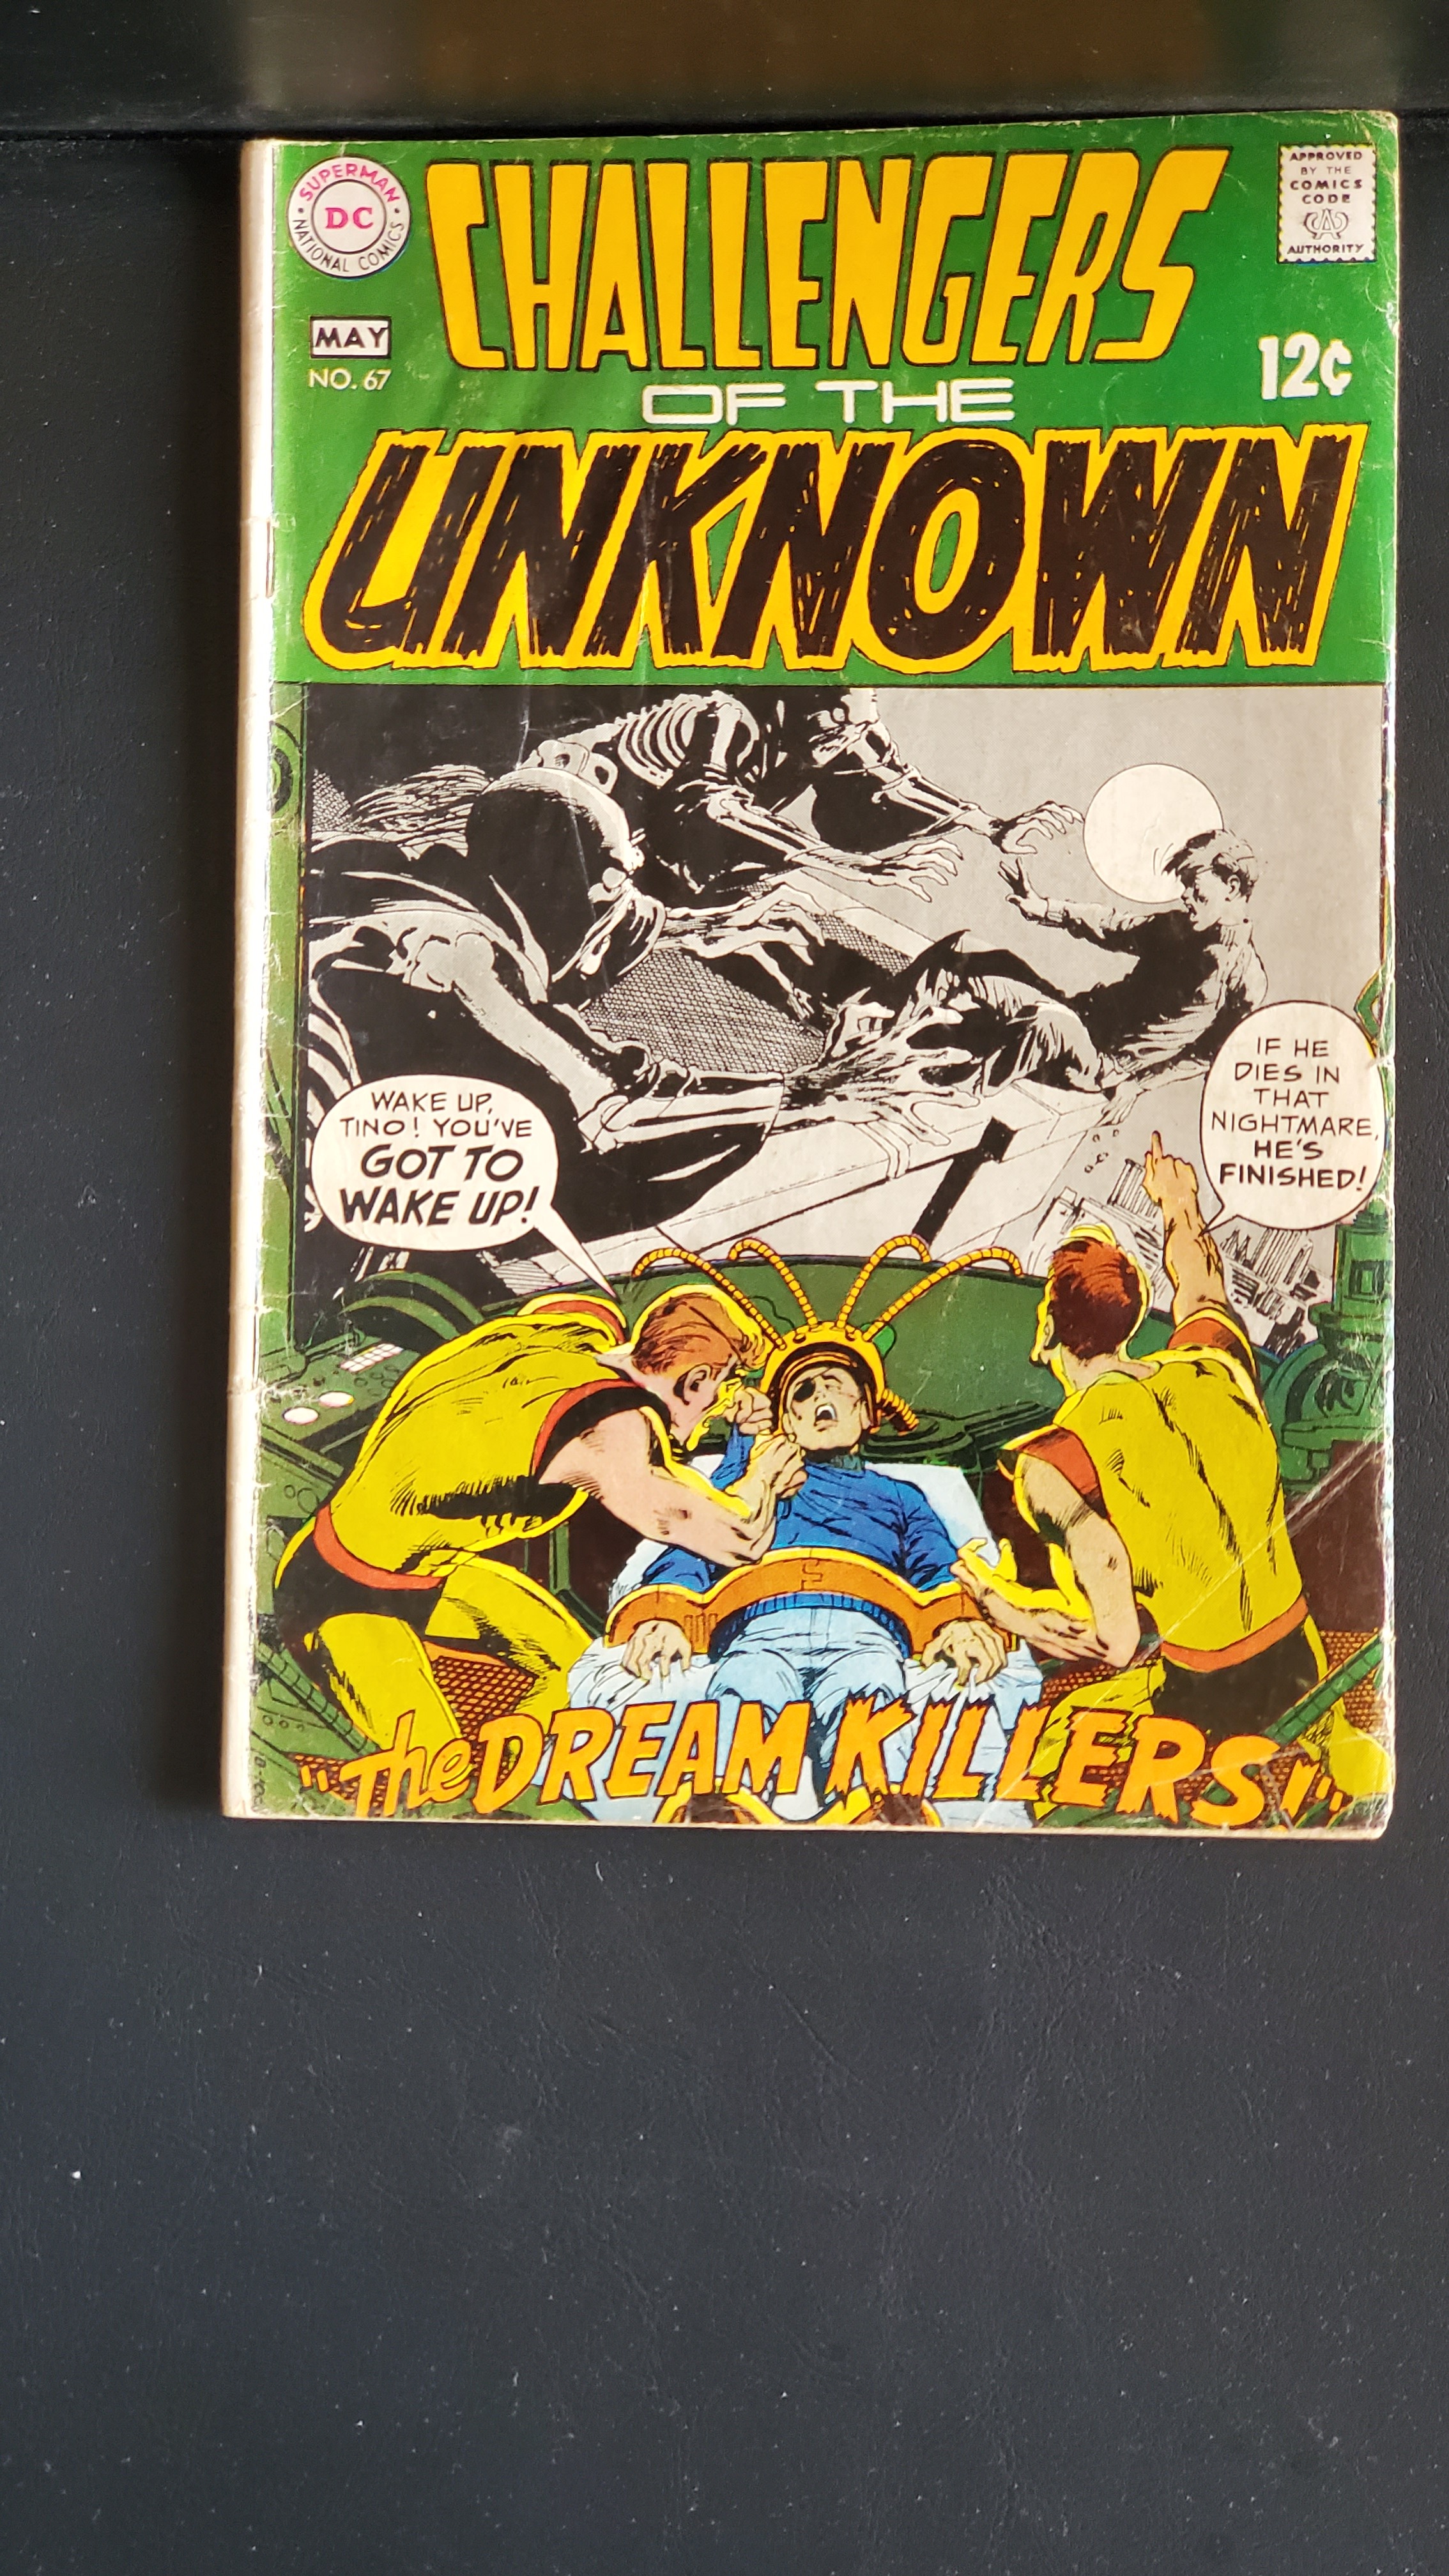 SUPERMAN
DC
NATIONAL COMICS
MAY
NO. 67
CHALLENGERS
OF THE
UNKNOWN
APPROVED
BY THE
COMICS
CODE
CA
AUTHORITY
12¢
WAKE UP,
TINO! YOU'VE
GOT TO
WAKE UP!
IF HE
DIES IN
THAT
NIGHTMARE,
HE'S
FINISHED!
"The DREAM KILLERS!"